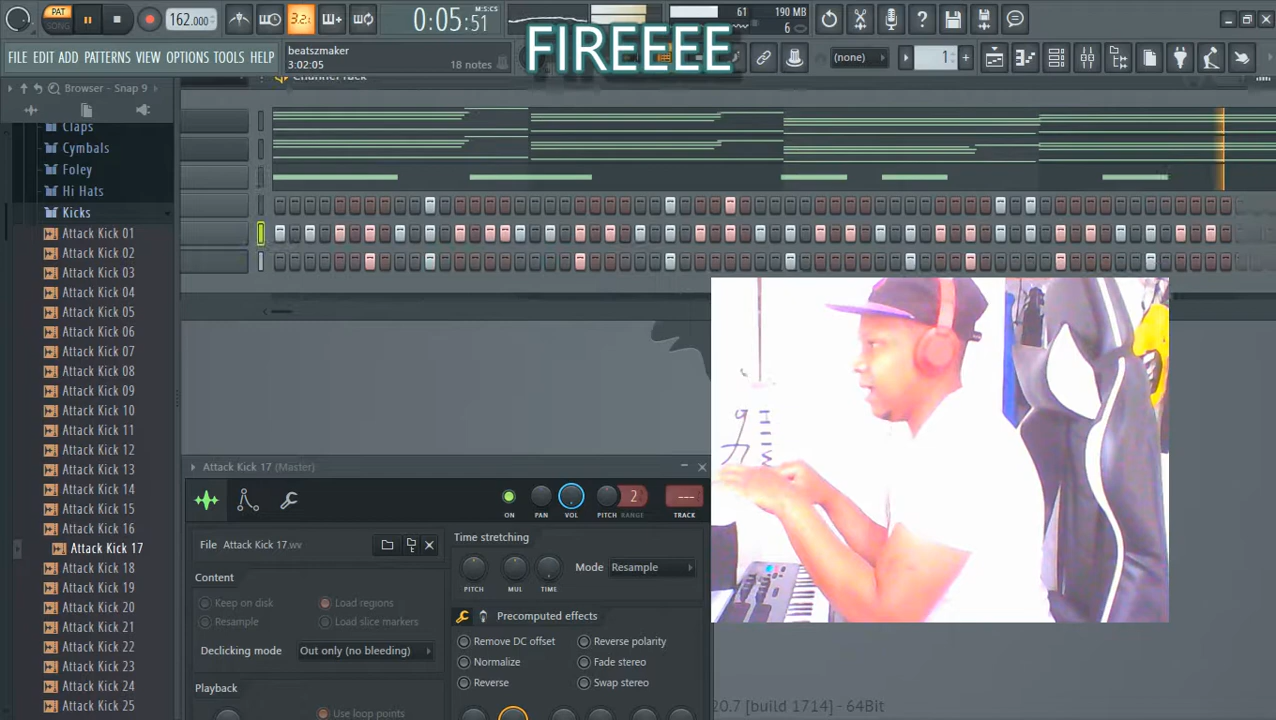 PAT
SONG
162.000
3.2.
0:05:51
M:S:CS
61
190 MB
6
FIREEEE
FILE EDIT ADD PATTERNS VIEW OPTIONS TOOLS HELP
beatszmaker
3:02:05
18 notes
(none)
1
Browser - Snap 9
Channel rack
Claps
Cymbals
Foley
Hi Hats
Kicks
Attack Kick 01
Attack Kick 02
Attack Kick 03
Attack Kick 04
Attack Kick 05
Attack Kick 06
Attack Kick 07
Attack Kick 08
Attack Kick 09
Attack Kick 10
Attack Kick 11
Attack Kick 12
Attack Kick 13
Attack Kick 14
Attack Kick 15
Attack Kick 16
Attack Kick 17
Attack Kick 18
Attack Kick 19
Attack Kick 20
Attack Kick 21
Attack Kick 22
Attack Kick 23
Attack Kick 24
Attack Kick 25
Attack Kick 17 (Master)
ON
PAN
VOL
PITCH
RANGE
2
---
TRACK
File Attack Kick 17.wv
Content
Keep on disk
Load regions
Resample
Load slice markers
Declicking mode
Out only (no bleeding)
Playback
Use loop points
Time stretching
PITCH
MUL
TIME
Mode
Resample
Precomputed effects
Remove DC offset
Reverse polarity
Normalize
Fade stereo
Reverse
Swap stereo
20.7 [build 1714] - 64Bit